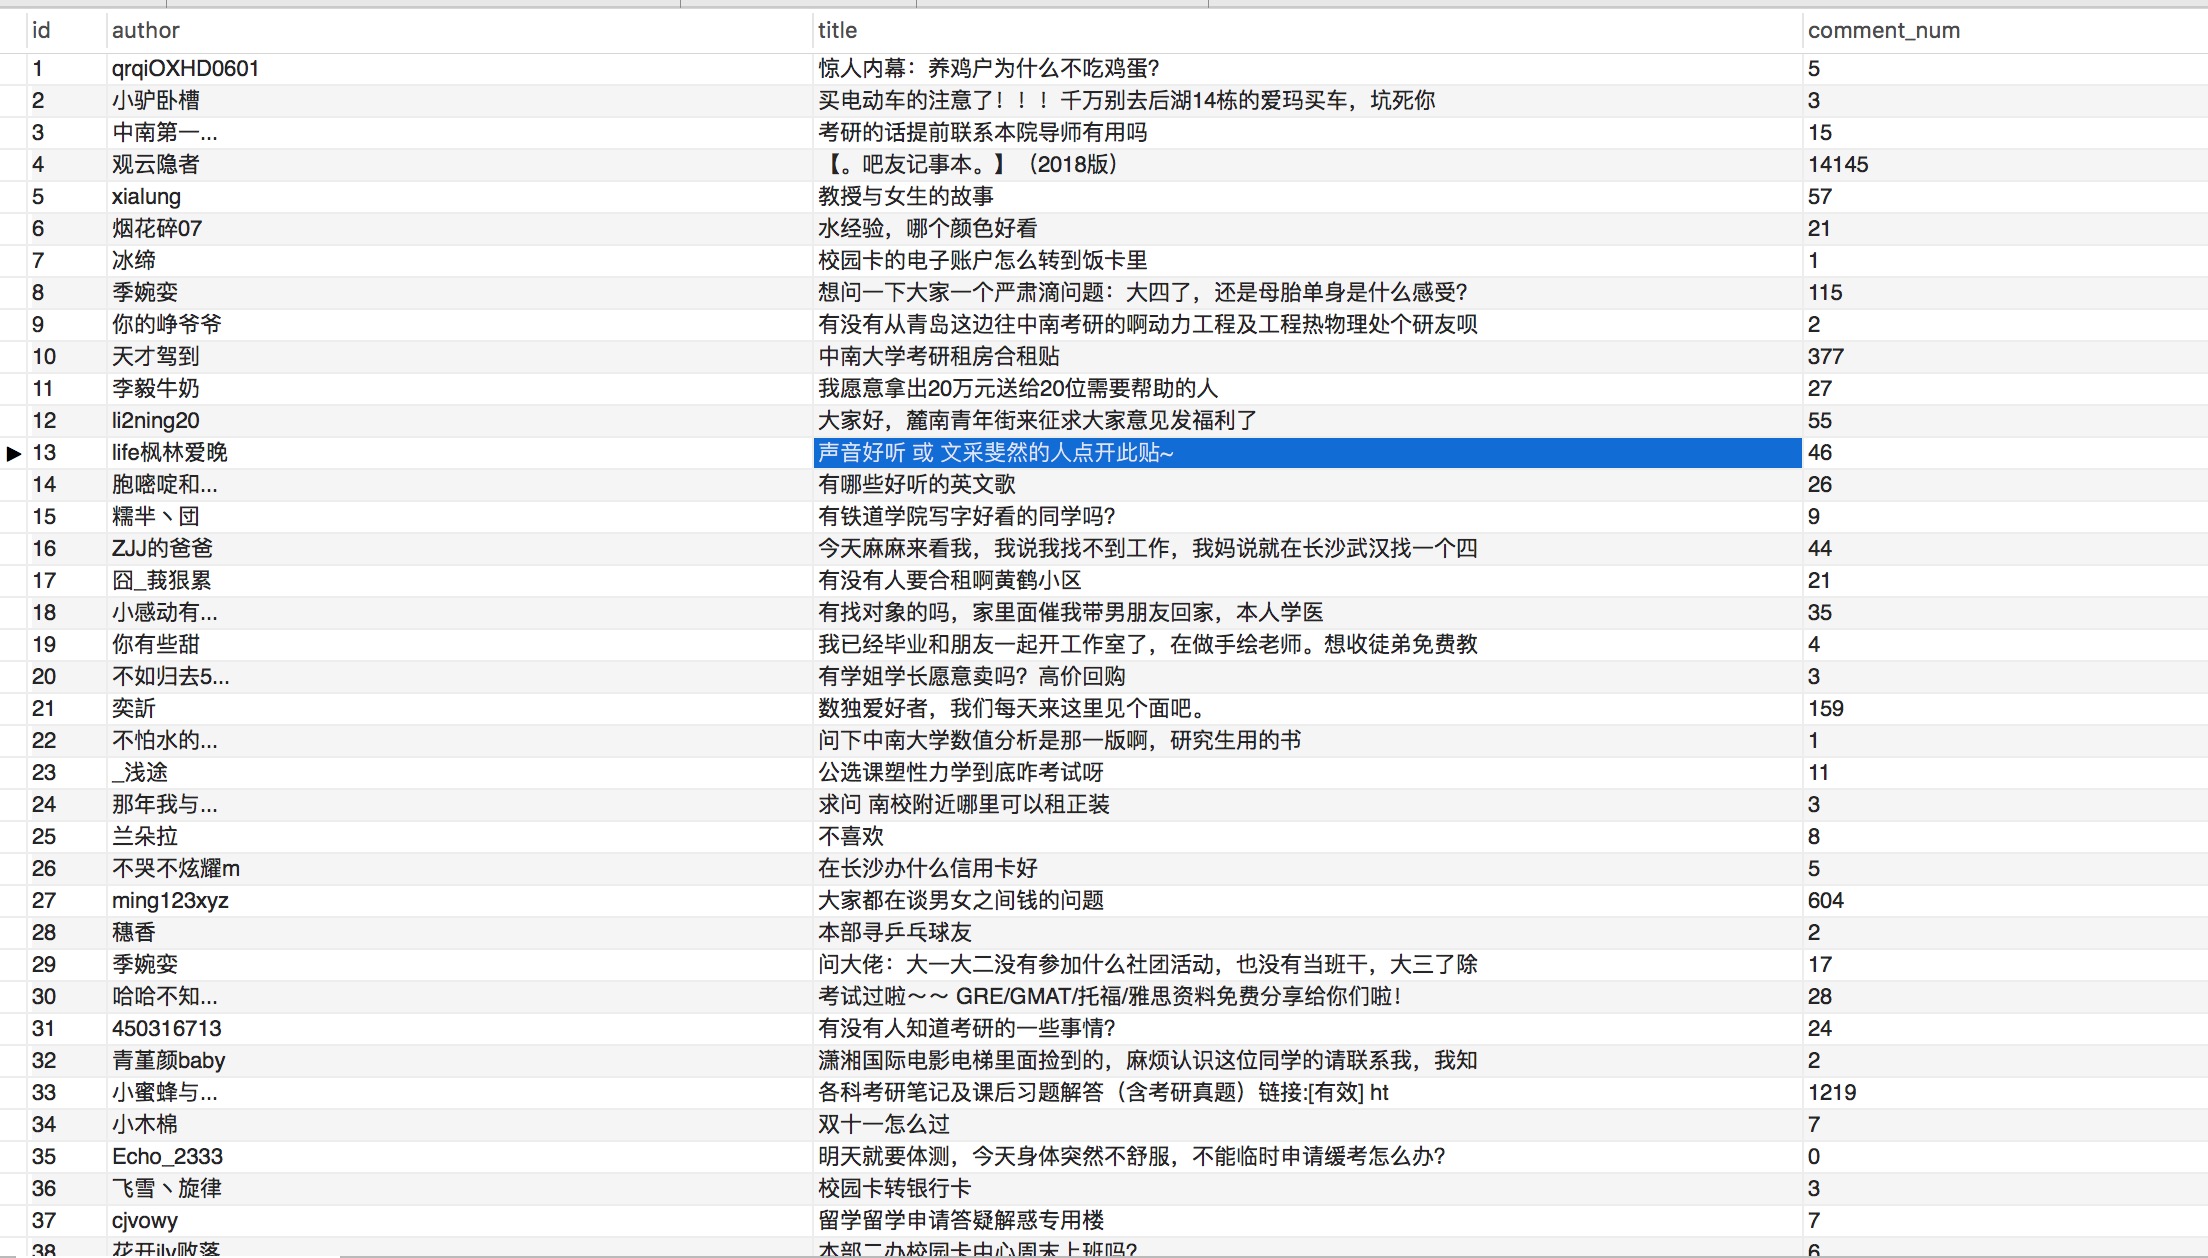 id author title comment_num
1 qrqiOXHD0601 惊人内幕：养鸡户为什么不吃鸡蛋？ 5
2 小驴卧槽 买电动车的注意了！！！千万别去后湖14栋的爱玛买车，坑死你 3
3 中南第一... 考研的话提前联系本院导师有用吗 15
4 观云隐者 【。吧友记事本。】（2018版） 14145
5 xialung 教授与女生的故事 57
6 烟花碎07 水经验，哪个颜色好看 21
7 冰缔 校园卡的电子账户怎么转到饭卡里 1
8 季婉娈 想问一下大家一个严肃滴问题：大四了，还是母胎单身是什么感受？ 115
9 你的峥爷爷 有没有从青岛这边往中南考研的啊动力工程及工程热物理处个研友呗 2
10 天才驾到 中南大学考研租房合租贴 377
11 李毅牛奶 我愿意拿出20万元送给20位需要帮助的人 27
12 li2ning20 大家好，麓南青年街来征求大家意见发福利了 55
13 life枫林爱晚 声音好听 或 文采斐然的人点开此贴~ 46
14 胞嘧啶和... 有哪些好听的英文歌 26
15 糯芈丶団 有铁道学院写字好看的同学吗？ 9
16 ZJJ的爸爸 今天麻麻来看我，我说我找不到工作，我妈说就在长沙武汉找一个四 44
17 囧_莪狠累 有没有人要合租啊黄鹤小区 21
18 小感动有... 有找对象的吗，家里面催我带男朋友回家，本人学医 35
19 你有些甜 我已经毕业和朋友一起开工作室了，在做手绘老师。想收徒弟免费教 4
20 不如归去5... 有学姐学长愿意卖吗？高价回购 3
21 奕訢 数独爱好者，我们每天来这里见个面吧。 159
22 不怕水的... 问下中南大学数值分析是那一版啊，研究生用的书 1
23 _浅途 公选课塑性力学到底咋考试呀 11
24 那年我与... 求问 南校附近哪里可以租正装 3
25 兰朵拉 不喜欢 8
26 不哭不炫耀m 在长沙办什么信用卡好 5
27 ming123xyz 大家都在谈男女之间钱的问题 604
28 穗香 本部寻乒乓球友 2
29 季婉娈 问大佬：大一大二没有参加什么社团活动，也没有当班干，大三了除 17
30 哈哈不知... 考试过啦～～ GRE/GMAT/托福/雅思资料免费分享给你们啦！ 28
31 450316713 有没有人知道考研的一些事情？ 24
32 青堇颜baby 潇湘国际电影电梯里面捡到的，麻烦认识这位同学的请联系我，我知 2
33 小蜜蜂与... 各科考研笔记及课后习题解答（含考研真题）链接:[有效] ht 1219
34 小木棉 双十一怎么过 7
35 Echo_2333 明天就要体测，今天身体突然不舒服，不能临时申请缓考怎么办？ 0
36 飞雪丶旋律 校园卡转银行卡 3
37 cjvowy 留学留学申请答疑解惑专用楼 7
38 花开ily败落 本部二办校园卡中心周末上班吗？ 6